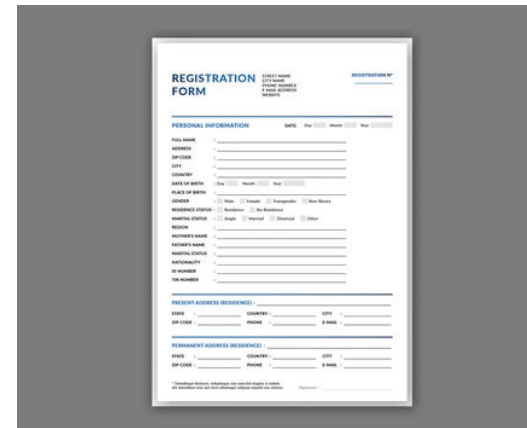 REGISTRATION
FORM
STREET NAME
CITY NAME
PHONE NUMBER
E MAIL ADDRESS
WEBSITE
REGISTRATION N°
PERSONAL INFORMATION
DATE: Day Month Year
FULL NAME :
ADDRESS :
ZIP CODE :
CITY :
COUNTRY :
DATE OF BIRTH : Day Month Year
PLACE OF BIRTH :
GENDER : Male Female Transgender Non-Binary
RESIDENCE STATUS : Residence No Residence
MARITAL STATUS : Single Married Divorced Other
REGION :
MOTHER'S NAME :
FATHER'S NAME :
MARITAL STATUS :
NATIONALITY :
ID NUMBER :
TIN NUMBER :
PRESENT ADDRESS (RESIDENCE) :
STATE : COUNTRY : CITY :
ZIP CODE : PHONE : E-MAIL :
PERMANENT ADDRESS (RESIDENCE) :
STATE : COUNTRY : CITY :
ZIP CODE : PHONE : E-MAIL :
Signature :